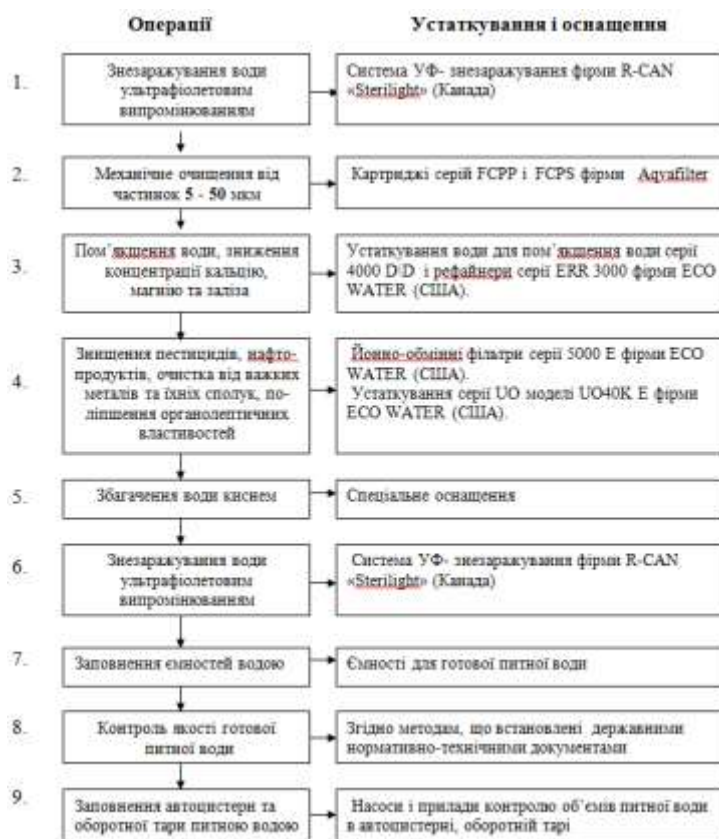 Операції
Устаткування і оснащення
1.
Знезаражування води
ультрафіолетовим
випромінюванням
Система УФ- знезаражування фірми R-CAN
«Sterilight» (Канада)
2.
Механічне очищення від
частинок 5 - 50 мкм
Картриджі серій FCPP і FCPS фірми Aqvafilter
3.
Пом’якшення води, зниження
концентрації кальцію,
магнію та заліза
Устаткування води для пом’якшення води серії
4000 DD і рефайнери серії ERR 3000 фірми ECO
WATER (США).
4.
Знищення пестицидів, нафто-
продуктів, очистка від важких
металів та їхніх сполук, по-
ліпшення органолептичних
властивостей
Йонно-обмінні фільтри серії 5000 E фірми ECO
WATER (США).
Устаткування серії UO моделі UO40K E фірми
ECO WATER (США).
5.
Збагачення води киснем
Спеціальне оснащення
6.
Знезаражування води
ультрафіолетовим
випромінюванням
Система УФ- знезаражування фірми R-CAN
«Sterilight» (Канада)
7.
Заповнення ємностей водою
Ємності для готової питної води
8.
Контроль якості готової
питної води
Згідно методам, що встановлені державними
нормативно-технічними документами
9.
Заповнення автоцистерн та
оборотної тари питною водою
Насоси і прилади контролю об’ємів питної води
в автоцистерні, оборотній тарі